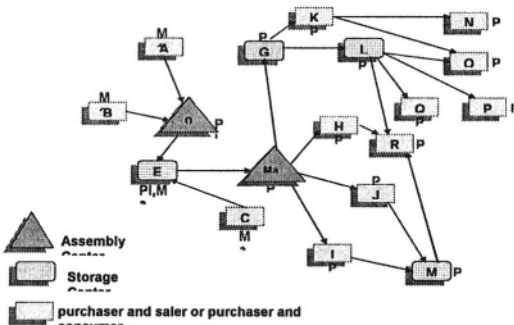 K
P
N P
M
A
P
G
L
P
O P
M
B
D
P
Q
P
P
H
P
R P
E
PI,M
Ma
P
P
J
C
M
I
P
M P
Assembly
Storage
purchaser and saler or purchaser and